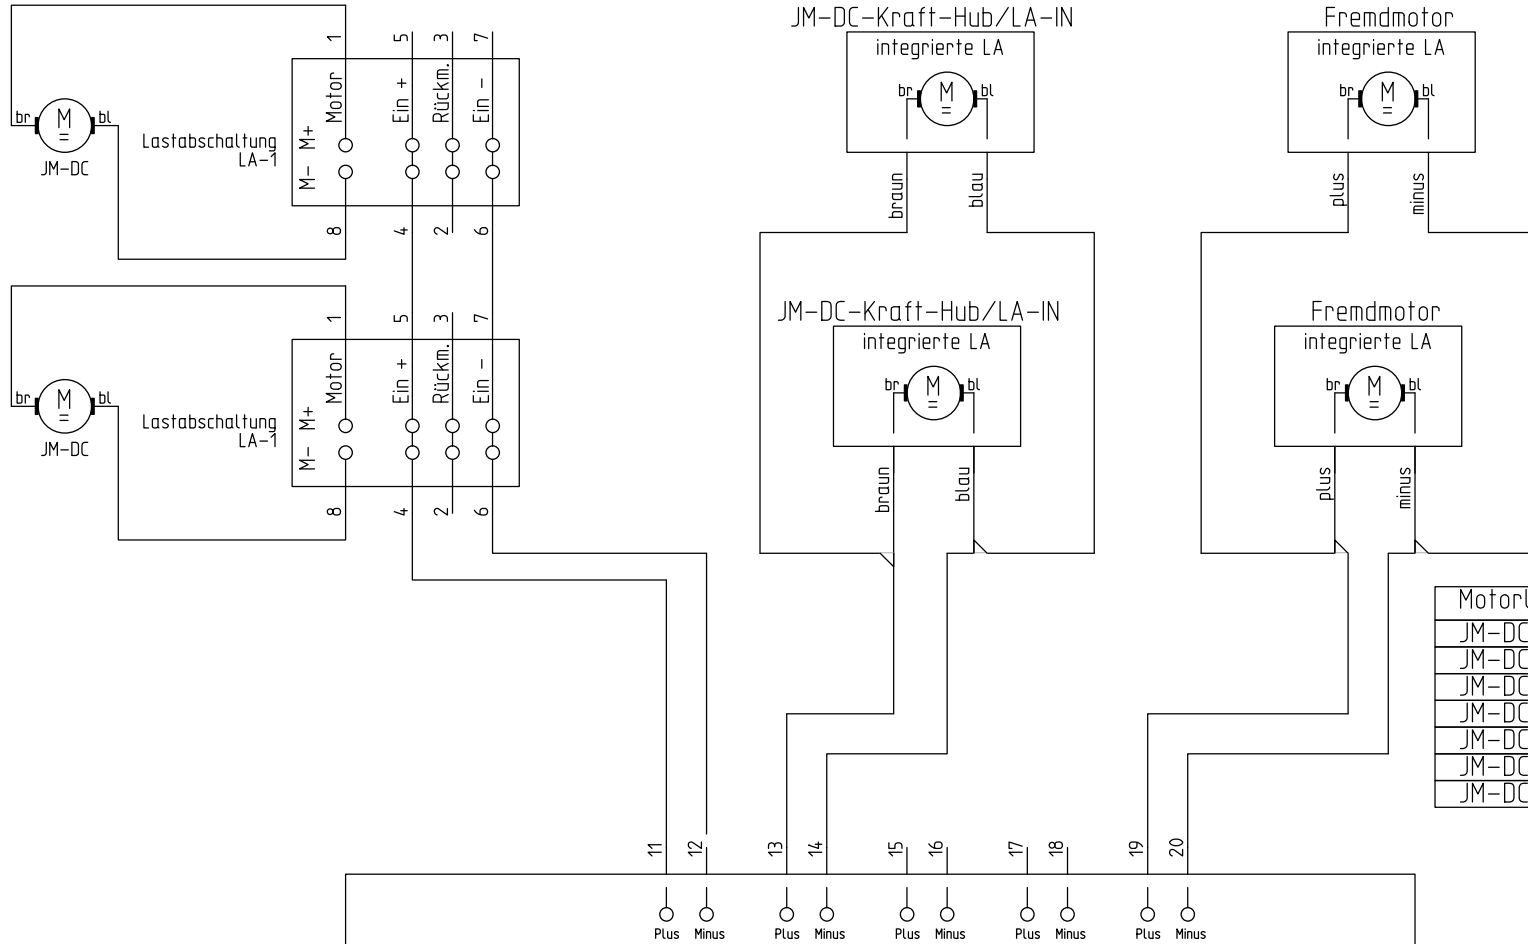 JM-DC-Kraft-Hub/LA-IN
integrierte LA
br
M
=
bl
braun
blau
Fremdmotor
integrierte LA
br
M
=
bl
plus
minus
1
5
3
7
Motor
Ein +
Rückm.
Ein -
br
M
=
bl
JM-DC
Lastabschaltung
LA-1
M+
M-
8
4
2
6
1
5
3
7
Motor
Ein +
Rückm.
Ein -
br
M
=
bl
JM-DC
Lastabschaltung
LA-1
M+
M-
8
4
2
6
JM-DC-Kraft-Hub/LA-IN
integrierte LA
br
M
=
bl
braun
blau
Fremdmotor
integrierte LA
br
M
=
bl
plus
minus
Motor
JM-DC
JM-DC
JM-DC
JM-DC
JM-DC
JM-DC
JM-DC
11 12 13 14 15 16 17 18 19 20
Plus Minus Plus Minus Plus Minus Plus Minus Plus Minus